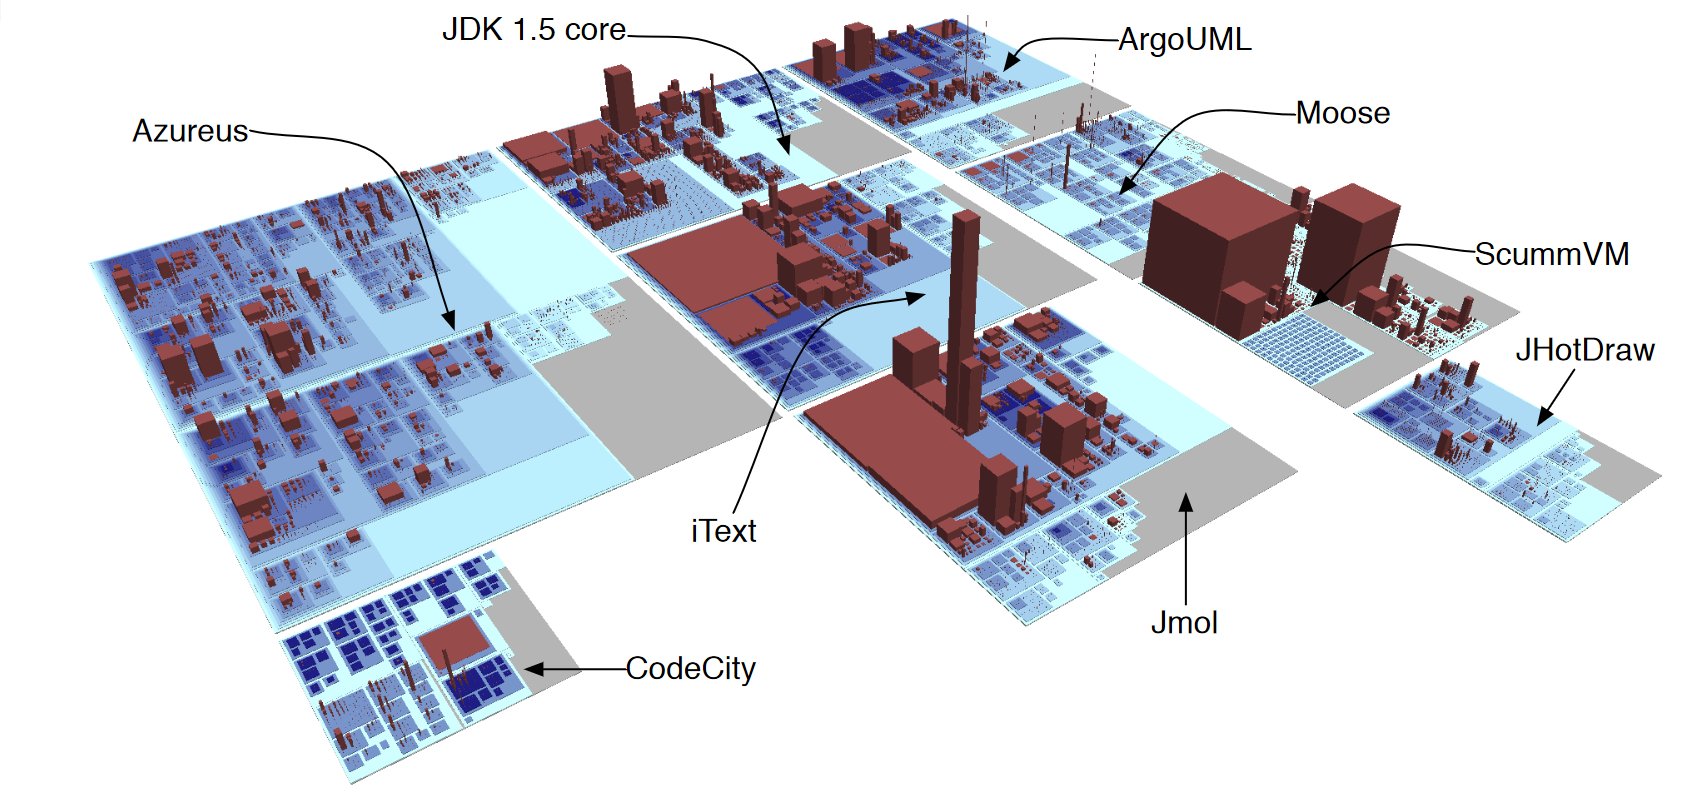 JDK 1.5 core
ArgoUML
Azureus
Moose
ScummVM
JHotDraw
iText
Jmol
CodeCity